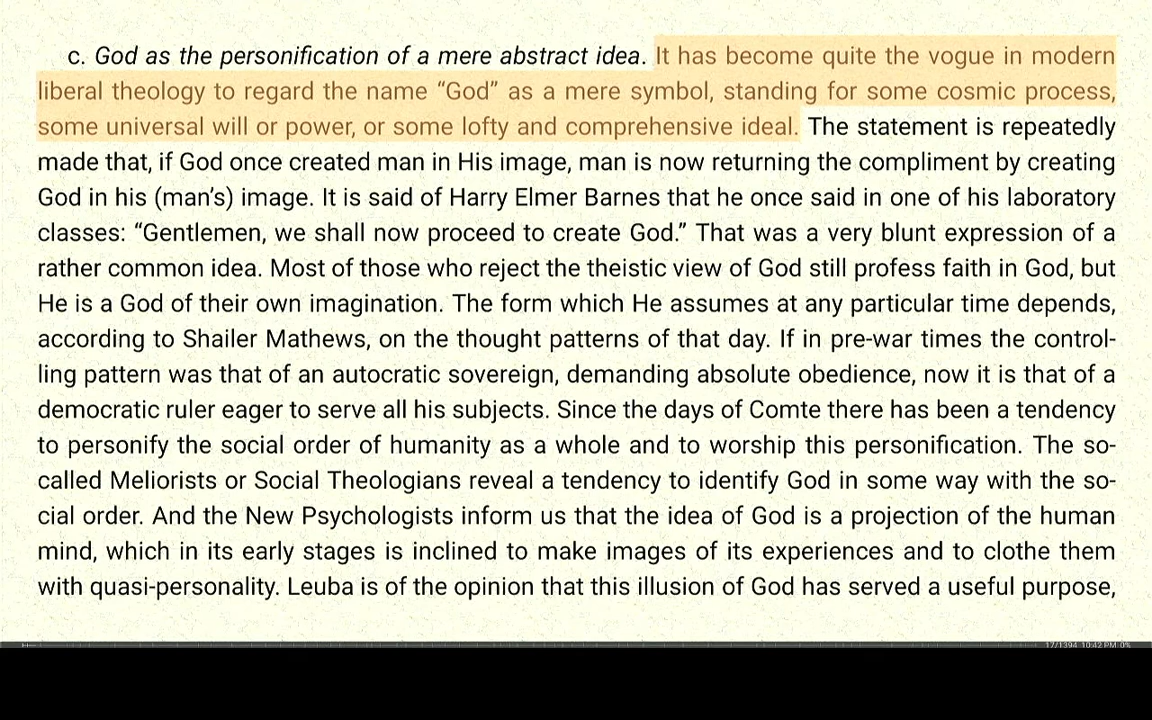 c. God as the personification of a mere abstract idea. It has become quite the vogue in modern
liberal theology to regard the name “God” as a mere symbol, standing for some cosmic process,
some universal will or power, or some lofty and comprehensive ideal. The statement is repeatedly
made that, if God once created man in His image, man is now returning the compliment by creating
God in his (man’s) image. It is said of Harry Elmer Barnes that he once said in one of his laboratory
classes: “Gentlemen, we shall now proceed to create God.” That was a very blunt expression of a
rather common idea. Most of those who reject the theistic view of God still profess faith in God, but
He is a God of their own imagination. The form which He assumes at any particular time depends,
according to Shailer Mathews, on the thought patterns of that day. If in pre-war times the control-
ling pattern was that of an autocratic sovereign, demanding absolute obedience, now it is that of a
democratic ruler eager to serve all his subjects. Since the days of Comte there has been a tendency
to personify the social order of humanity as a whole and to worship this personification. The so-
called Meliorists or Social Theologians reveal a tendency to identify God in some way with the so-
cial order. And the New Psychologists inform us that the idea of God is a projection of the human
mind, which in its early stages is inclined to make images of its experiences and to clothe them
with quasi-personality. Leuba is of the opinion that this illusion of God has served a useful purpose,
17/1394 10:42 PM 0%